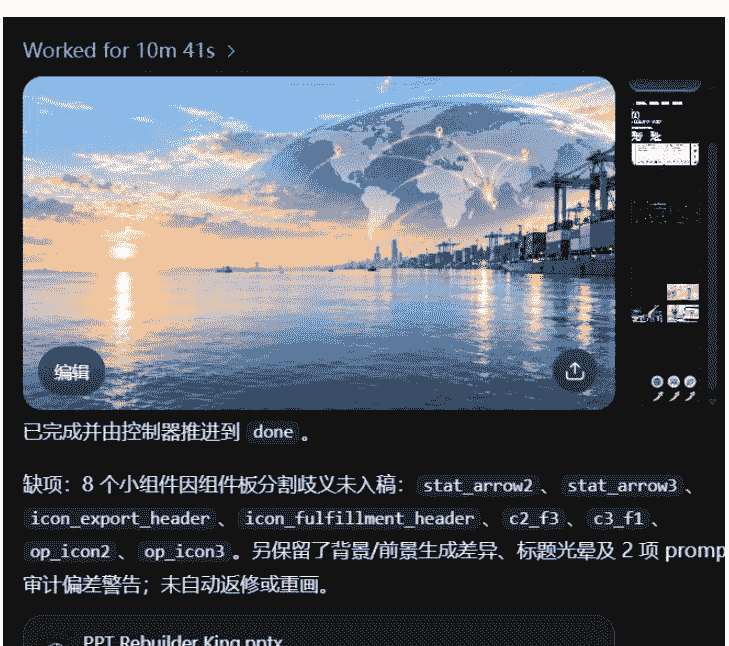 Worked for 10m 41s
编辑
已完成并由控制器推进到 done 。
缺项：8 个小组件因组件板分割歧义未入稿： stat_arrow2 、 stat_arrow3 、
icon_export_header 、 icon_fulfillment_header 、 c2_f3 、 c3_f1 、
op_icon2 、 op_icon3 。另保留了背景/前景生成差异、标题光晕及 2 项 promp
审计偏差警告；未自动返修或重画。
PPT Rebuilder King.pptx